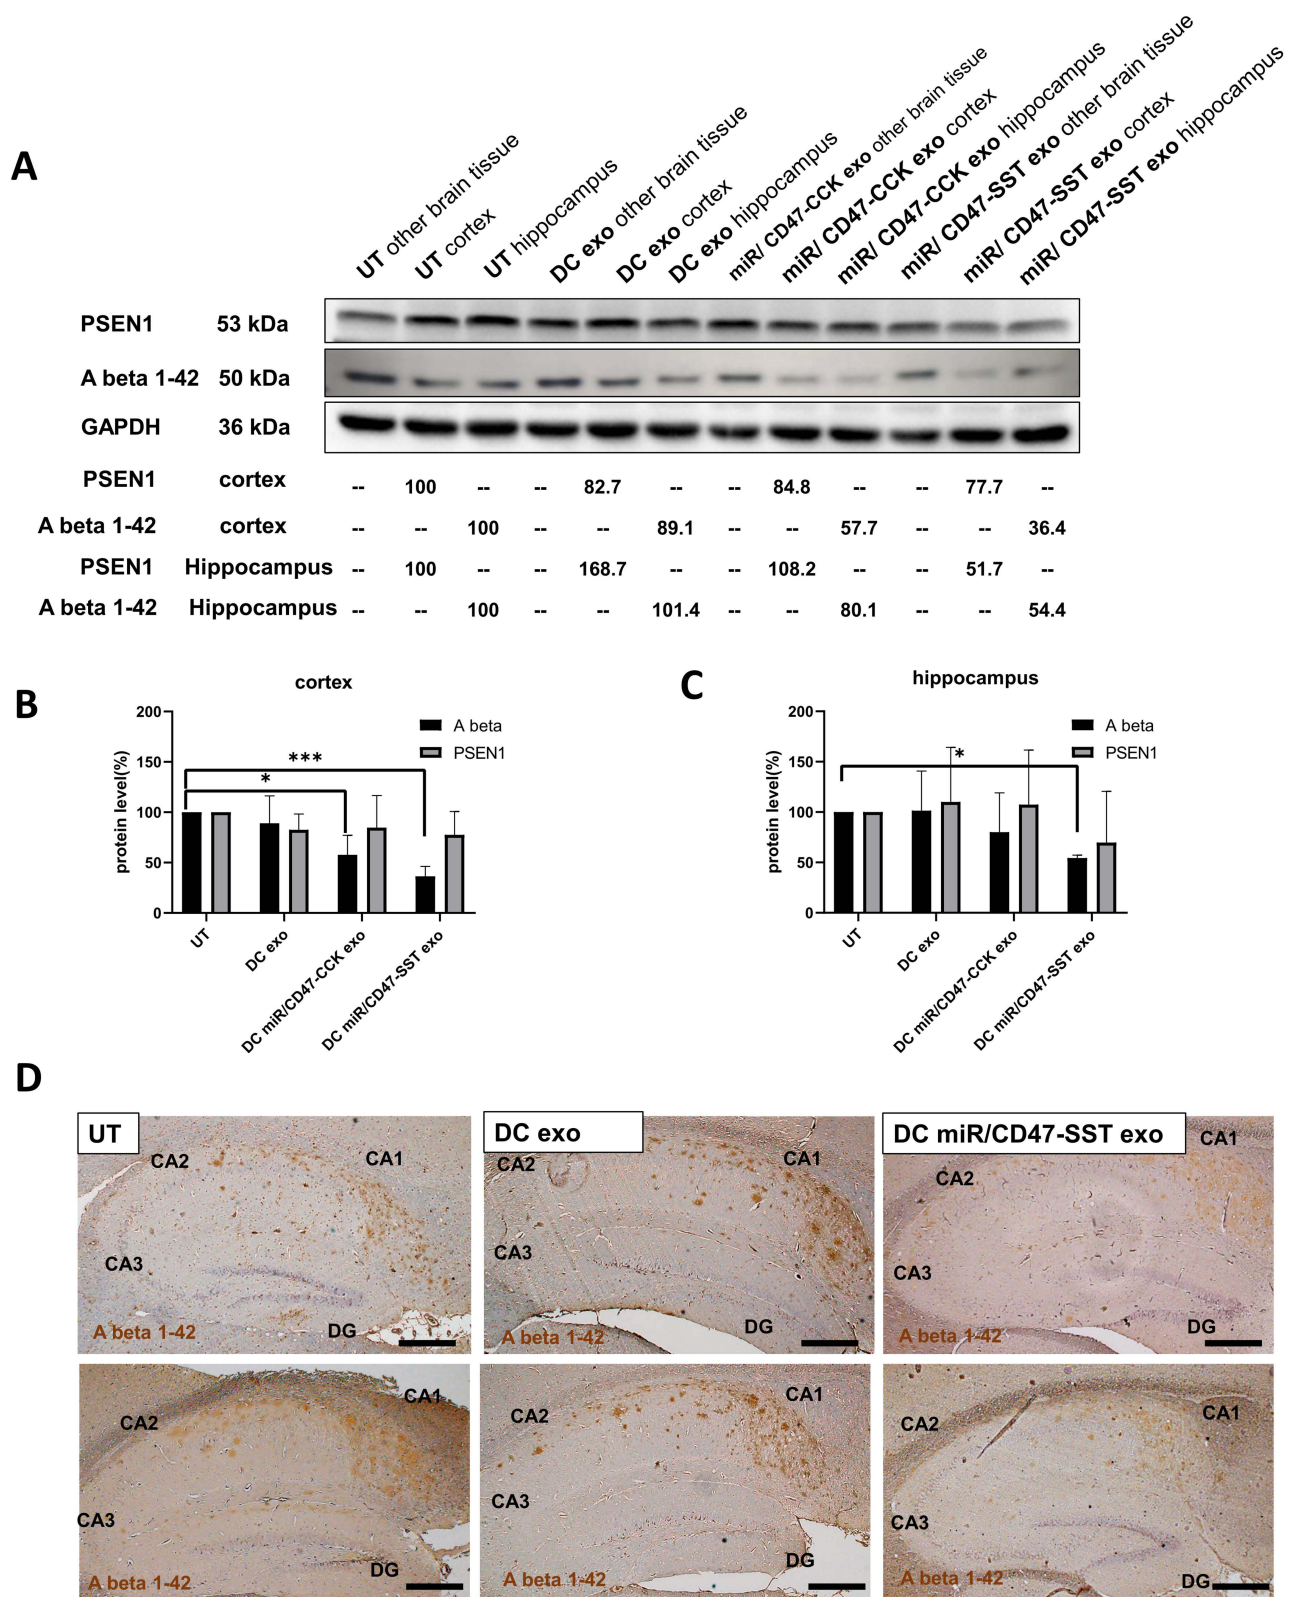 A
UT other brain tissue
UT cortex
UT hippocampus
DC exo other brain tissue
DC exo cortex
DC exo hippocampus
miR/ CD47-CCK exo other brain tissue
miR/ CD47-CCK exo cortex
miR/ CD47-CCK exo hippocampus
miR/ CD47-SST exo other brain tissue
miR/ CD47-SST exo cortex
miR/ CD47-SST exo hippocampus
PSEN1 53 kDa
A beta 1-42 50 kDa
GAPDH 36 kDa
PSEN1 cortex -- 100 -- -- 82.7 -- -- 84.8 -- -- 77.7 --
A beta 1-42 cortex -- -- 100 -- -- 89.1 -- -- 57.7 -- -- 36.4
PSEN1 Hippocampus -- 100 -- -- 168.7 -- -- 108.2 -- -- 51.7 --
A beta 1-42 Hippocampus -- -- 100 -- -- 101.4 -- -- 80.1 -- -- 54.4
B
cortex
protein level(%)
200
150
100
50
0
***
*
A beta
PSEN1
UT
DC exo
DC miR/CD47-CCK exo
DC miR/CD47-SST exo
C
hippocampus
protein level(%)
200
150
100
50
0
*
A beta
PSEN1
UT
DC exo
DC miR/CD47-CCK exo
DC miR/CD47-SST exo
D
UT
CA2
CA1
CA3
DG
A beta 1-42
DC exo
CA2
CA1
CA3
DG
A beta 1-42
DC miR/CD47-SST exo
CA1
CA2
CA3
DG
A beta 1-42
CA1
CA2
CA3
DG
A beta 1-42
CA1
CA2
CA3
DG
A beta 1-42
CA1
CA2
CA3
A beta 1-42
DG